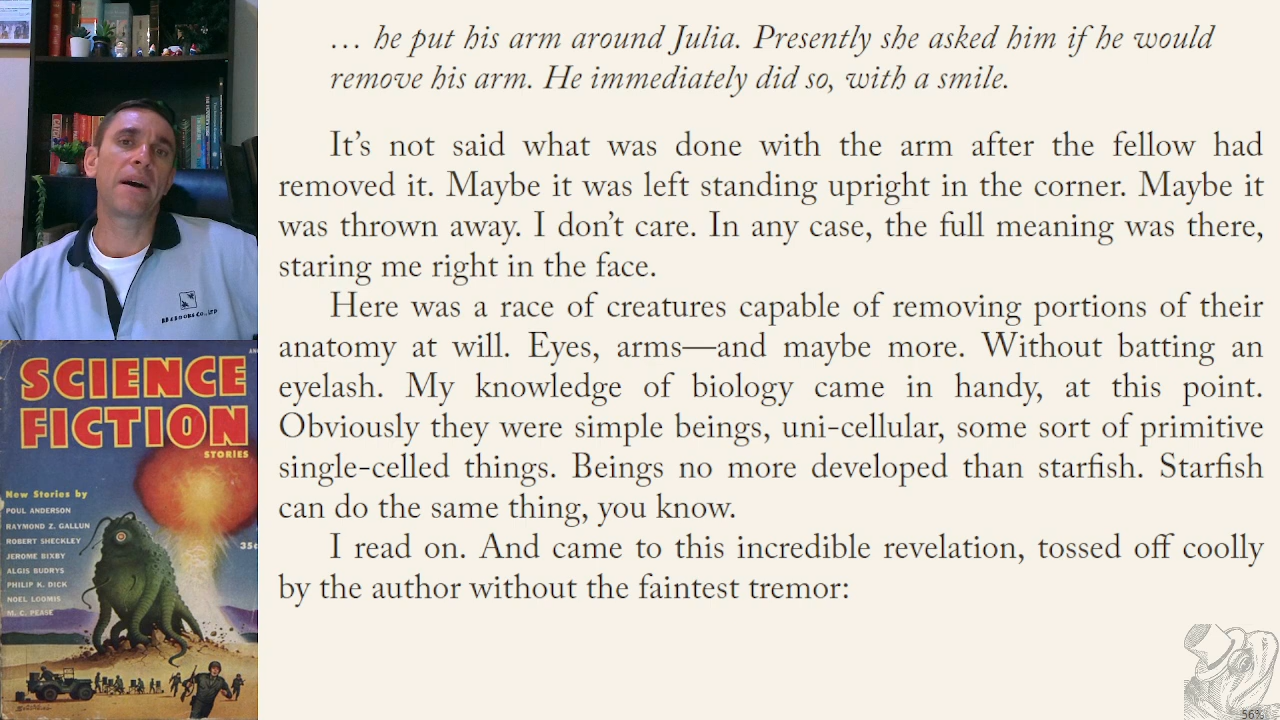 … he put his arm around Julia. Presently she asked him if he would
remove his arm. He immediately did so, with a smile.
It’s not said what was done with the arm after the fellow had
removed it. Maybe it was left standing upright in the corner. Maybe it
was thrown away. I don’t care. In any case, the full meaning was there,
staring me right in the face.
Here was a race of creatures capable of removing portions of their
anatomy at will. Eyes, arms—and maybe more. Without batting an
eyelash. My knowledge of biology came in handy, at this point.
Obviously they were simple beings, uni-cellular, some sort of primitive
single-celled things. Beings no more developed than starfish. Starfish
can do the same thing, you know.
I read on. And came to this incredible revelation, tossed off coolly
by the author without the faintest tremor:
SCIENCE
FICTION
STORIES
New Stories by
POUL ANDERSON
RAYMOND Z. GALLUN
ROBERT SHECKLEY
JEROME BIXBY
ALGIS BUDRYS
PHILIP K. DICK
NOEL LOOMIS
M. C. PEASE
35¢
56%